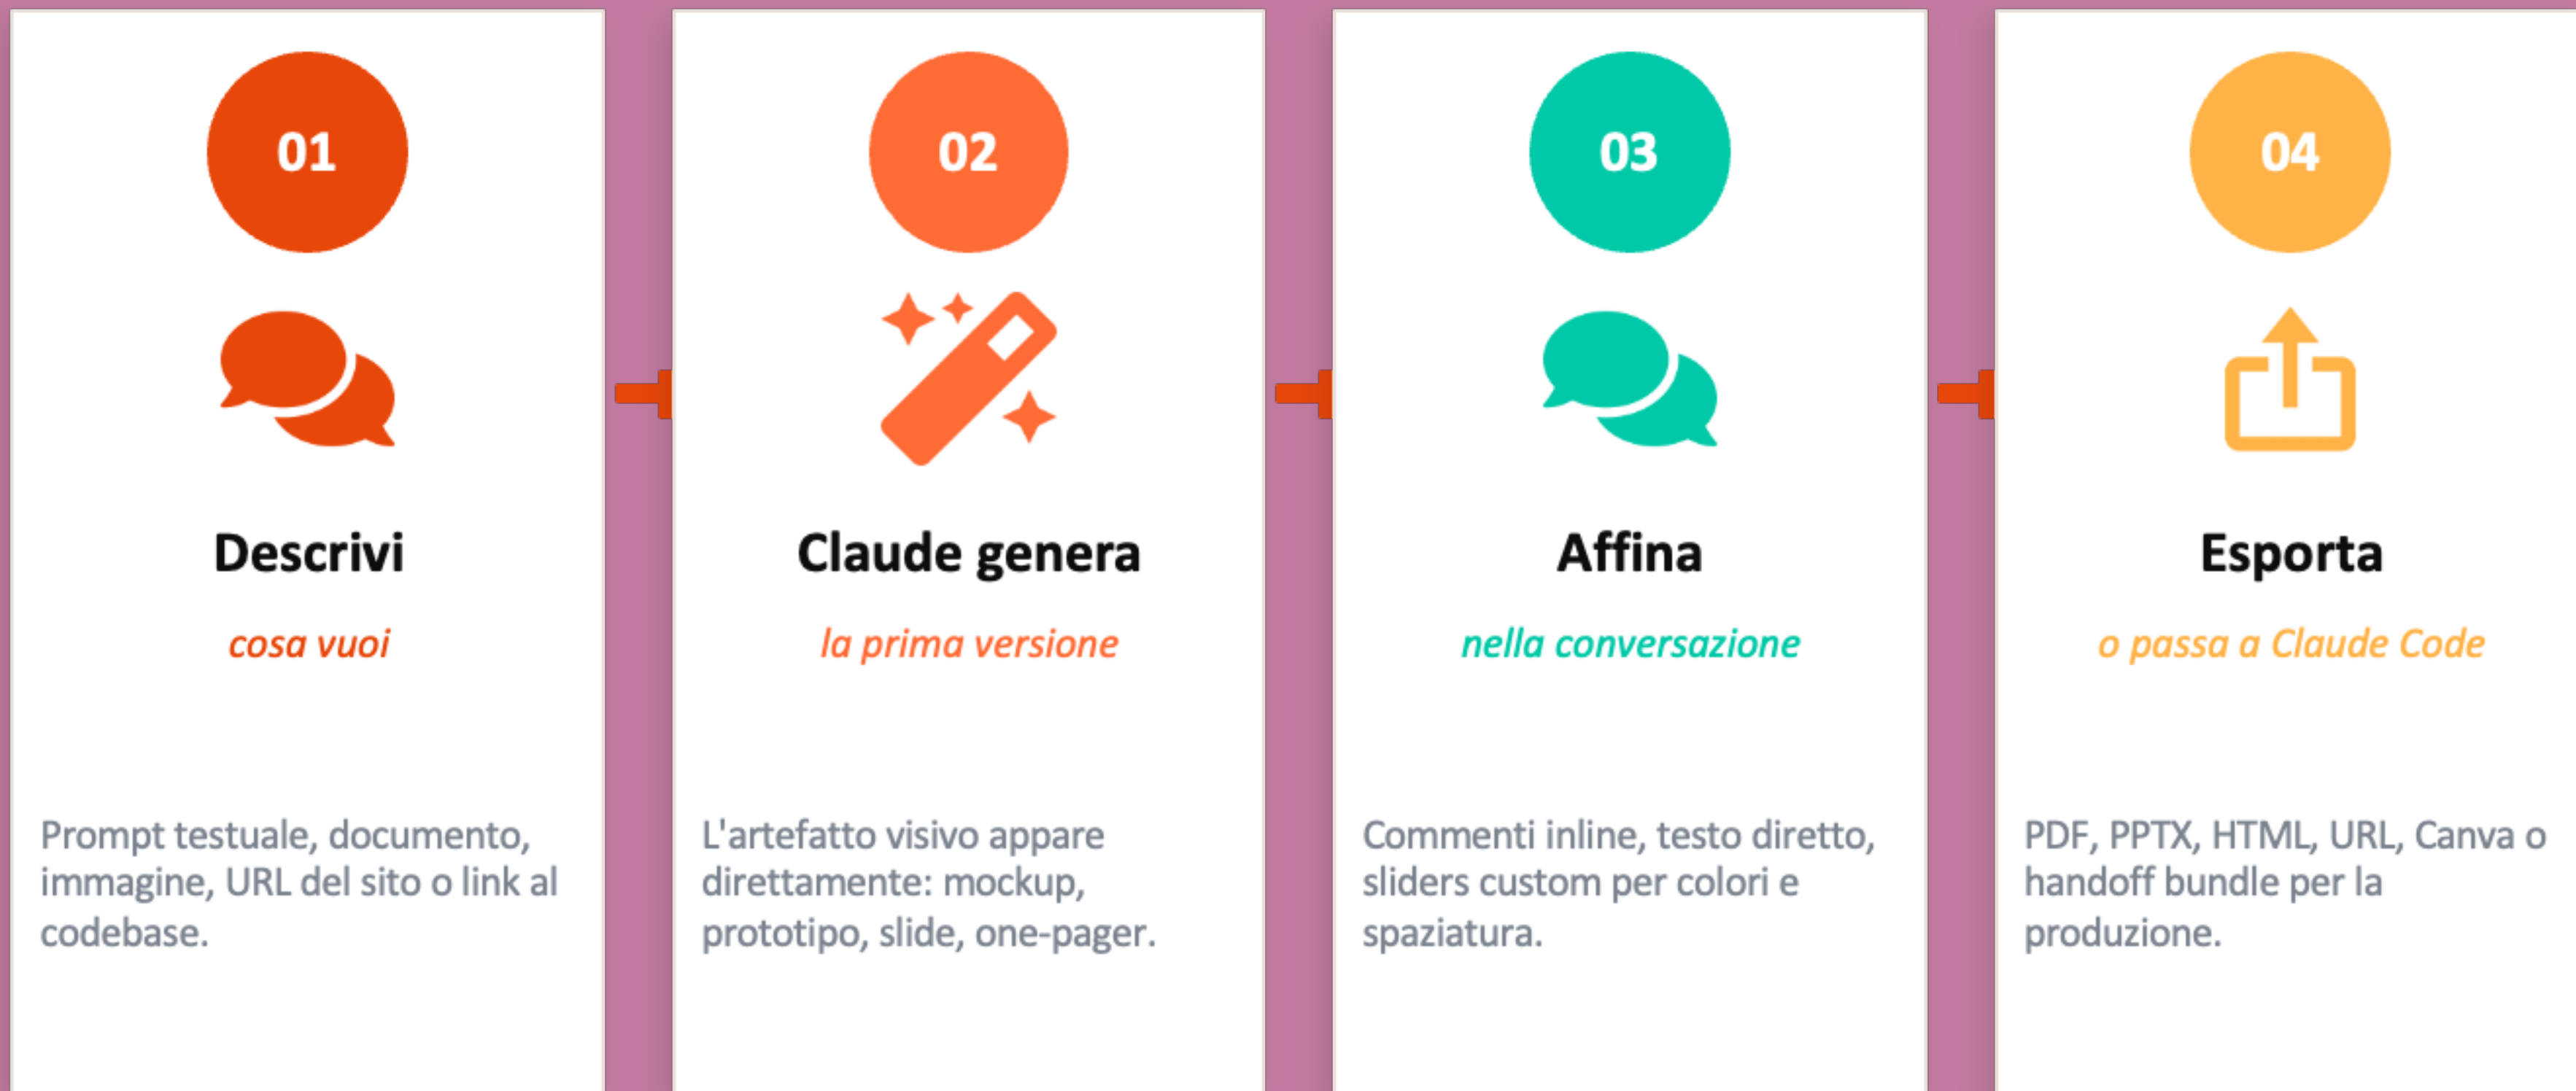 01
Descrivi
cosa vuoi
Prompt testuale, documento,
immagine, URL del sito o link al
codebase.
02
Claude genera
la prima versione
L'artefatto visivo appare
direttamente: mockup,
prototipo, slide, one-pager.
03
Affina
nella conversazione
Commenti inline, testo diretto,
sliders custom per colori e
spaziatura.
04
Esporta
o passa a Claude Code
PDF, PPTX, HTML, URL, Canva o
handoff bundle per la
produzione.